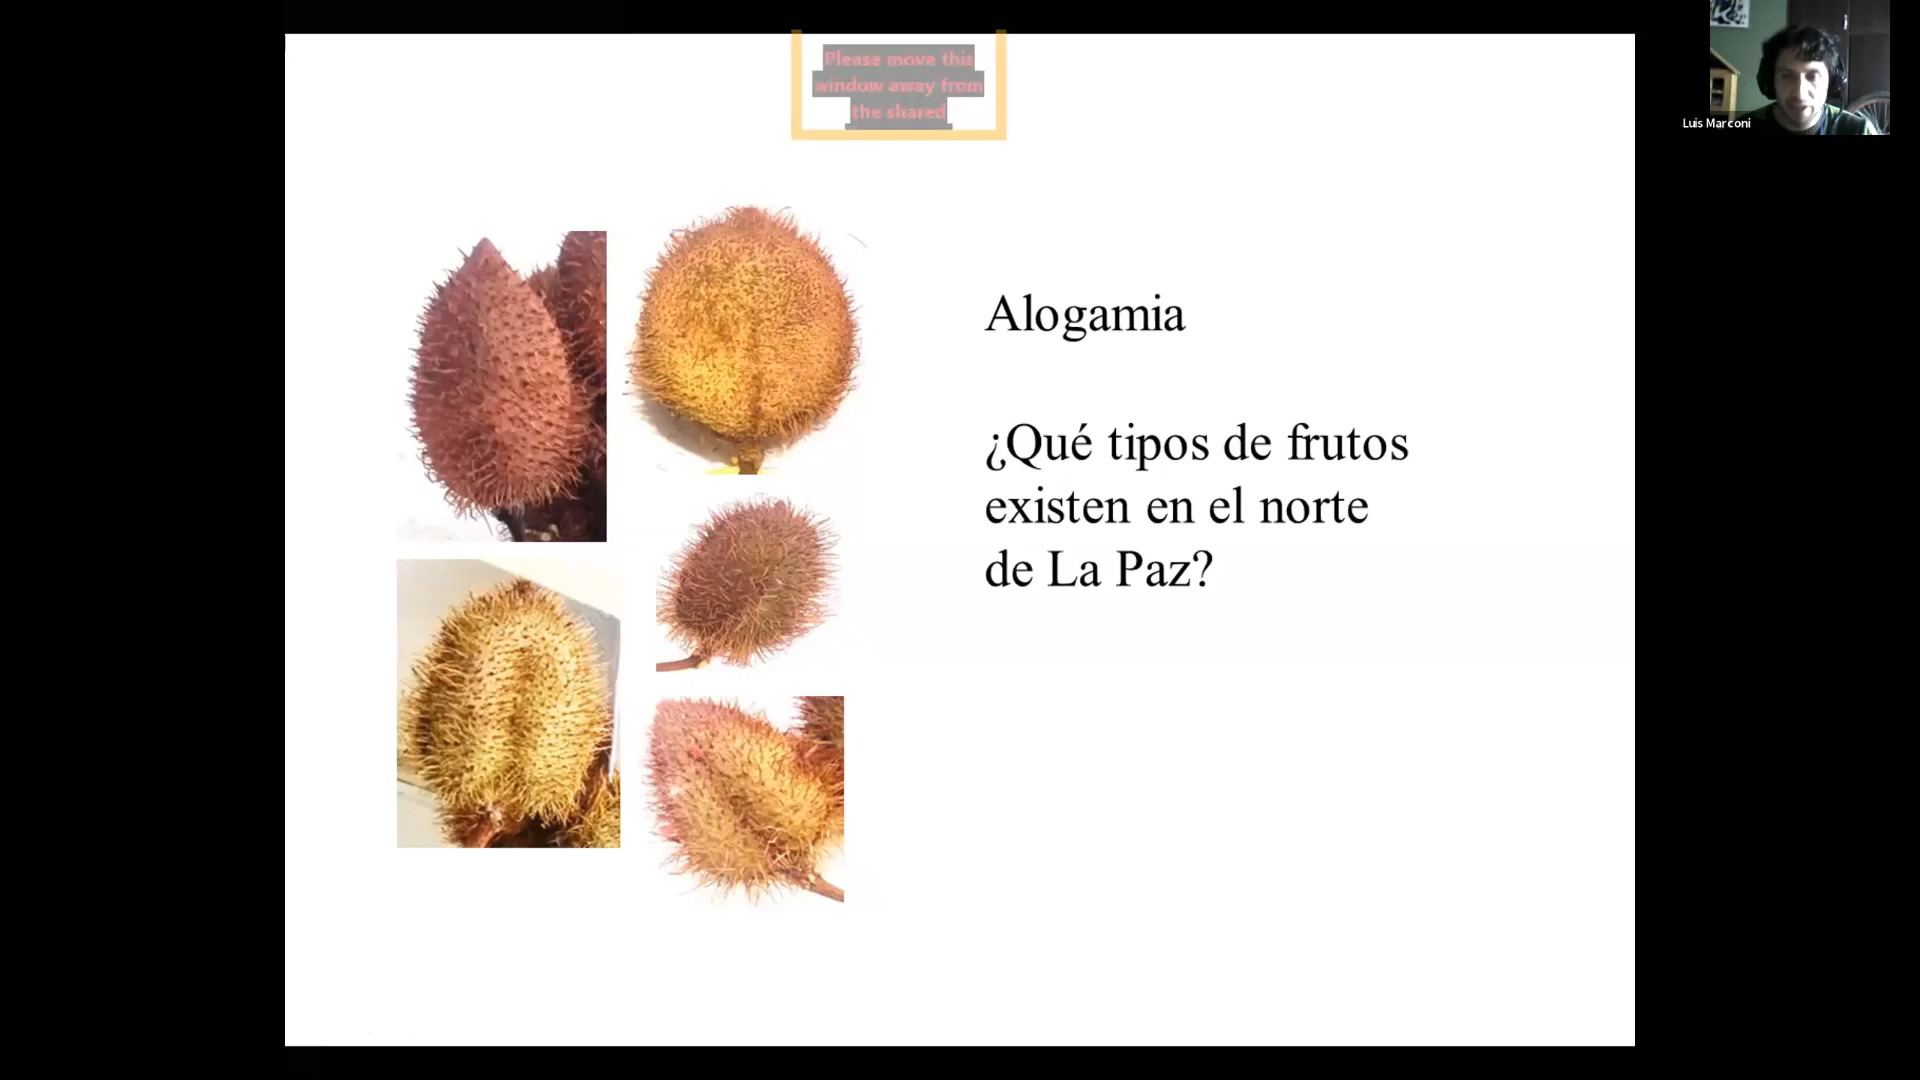 Please move this
window away from
the shared
Luis Marconi
Alogamia
¿Qué tipos de frutos
existen en el norte
de La Paz?